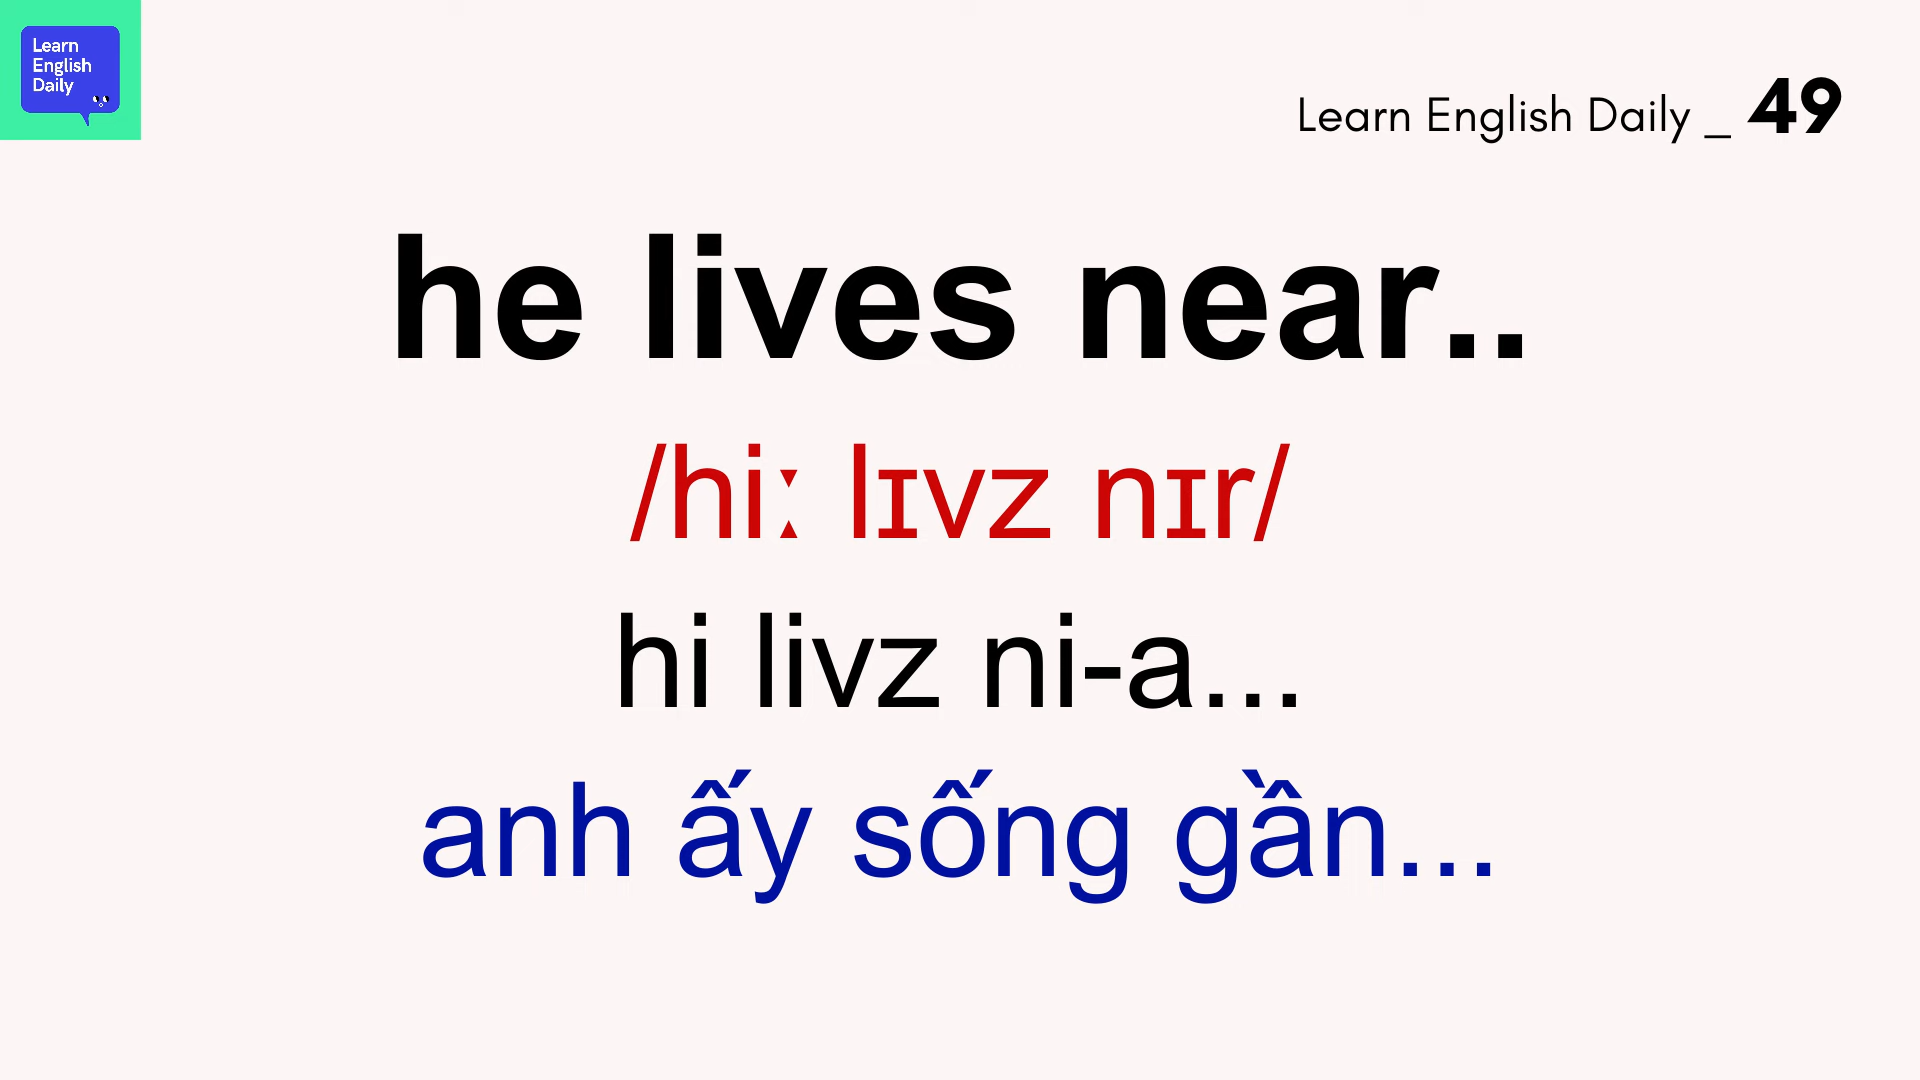 Learn
English
Daily
Learn English Daily _ 49
he lives near..
/hiː lɪvz nɪr/
hi livz ni-a...
anh ấy sống gần...